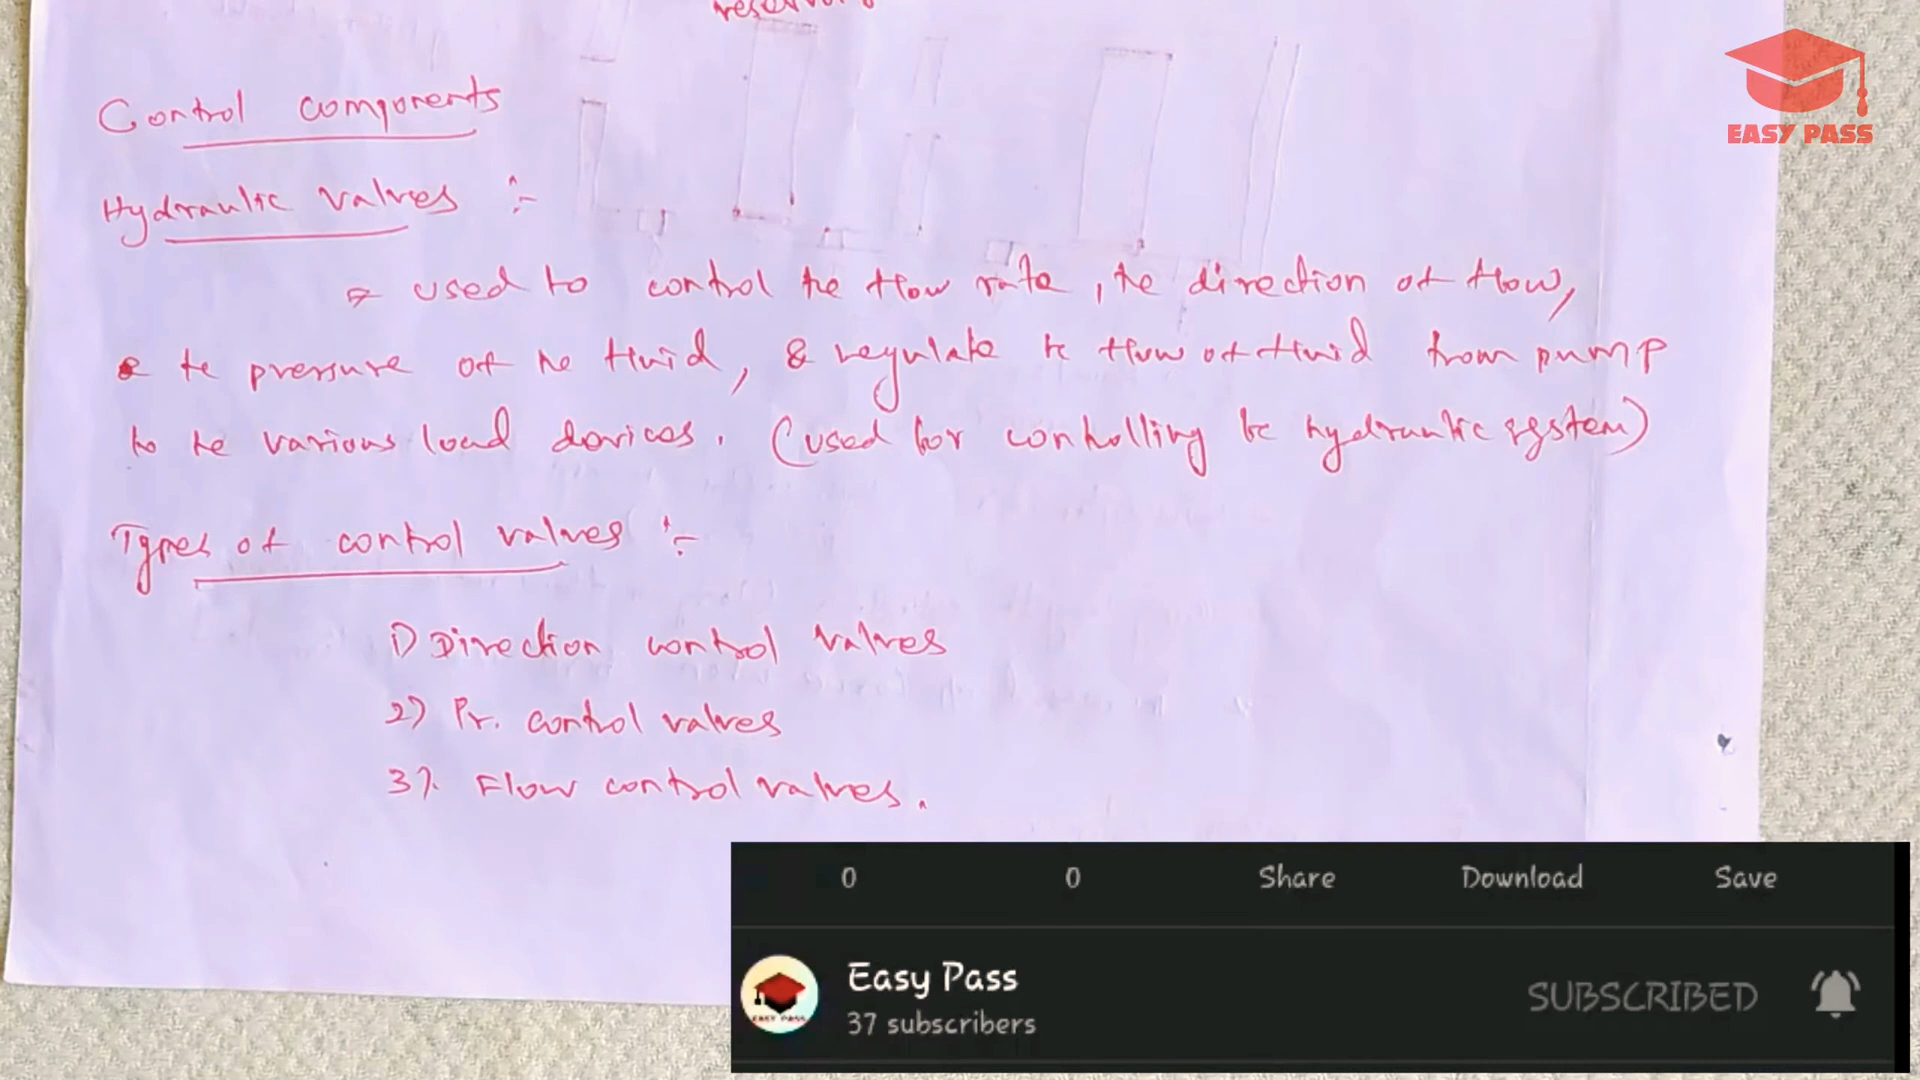 EASY PASS
Control components
Hydraulic valves :-
used to control the flow rate, the direction of flow,
the pressure of the fluid, & regulate the flow of fluid from pump
to the various load devices. (used for controlling the hydraulic system)
Types of control valves :-
1) Direction control valves
2) Pr. control valves
3). Flow control valves.
0 0 Share Download Save
Easy Pass
SUBSCRIBED
37 subscribers
EASY PASS